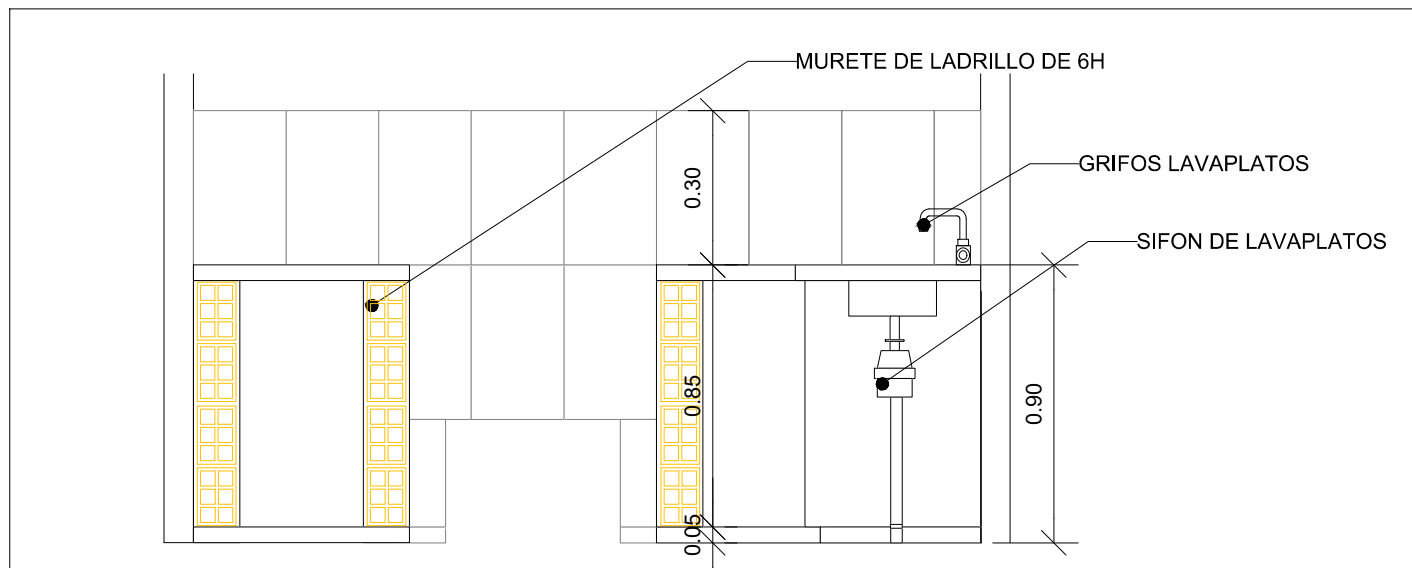 MURETE DE LADRILLO DE 6H
GRIFOS LAVAPLATOS
0.30
SIFON DE LAVAPLATOS
0.85
0.90
0.05